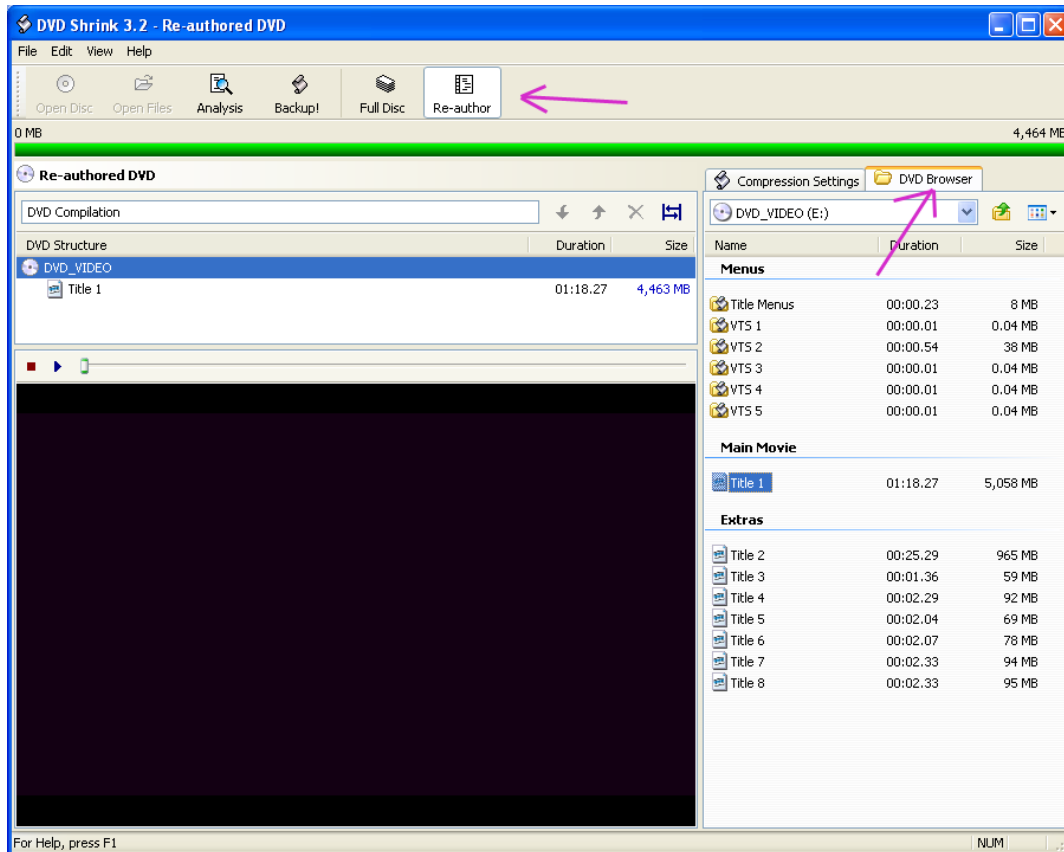 DVD Shrink 3.2 - Re-authored DVD
File Edit View Help
Open Disc Open Files Analysis Backup! Full Disc Re-author
0 MB 4,464 MB
Re-authored DVD
Compression Settings DVD Browser
DVD Compilation
DVD_VIDEO (E:)
DVD Structure Duration Size
Name Duration Size
DVD_VIDEO
Title 1 01:18.27 4,463 MB
Menus
Title Menus 00:00.23 8 MB
VTS 1 00:00.01 0.04 MB
VTS 2 00:00.54 38 MB
VTS 3 00:00.01 0.04 MB
VTS 4 00:00.01 0.04 MB
VTS 5 00:00.01 0.04 MB
Main Movie
Title 1 01:18.27 5,058 MB
Extras
Title 2 00:25.29 965 MB
Title 3 00:01.36 59 MB
Title 4 00:02.29 92 MB
Title 5 00:02.04 69 MB
Title 6 00:02.07 78 MB
Title 7 00:02.33 94 MB
Title 8 00:02.33 95 MB
For Help, press F1 NUM